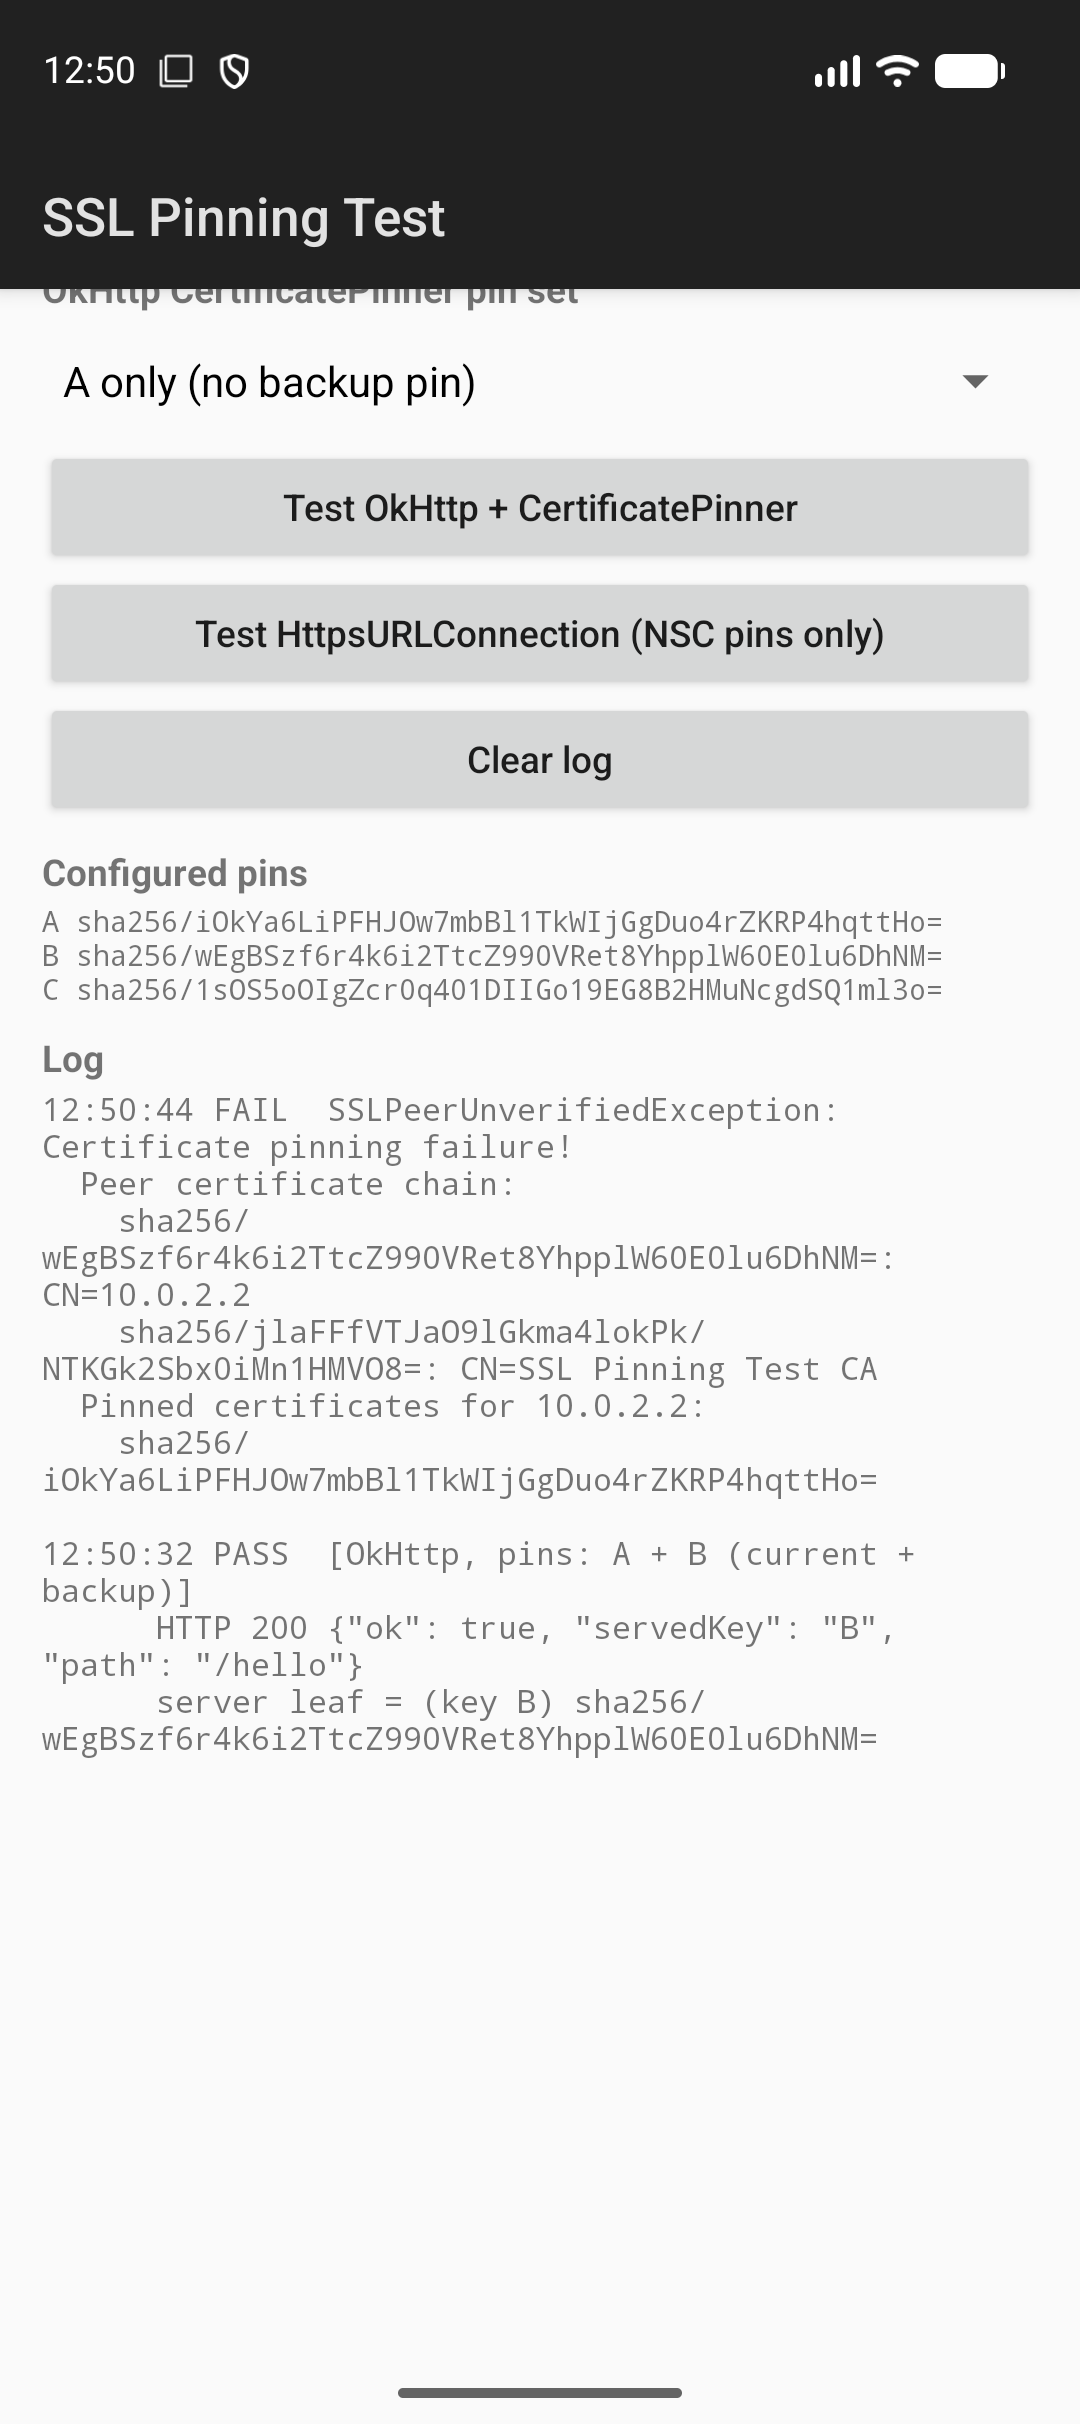 12:50
SSL Pinning Test
OkHttp CertificatePinner pin set
A only (no backup pin)
Test OkHttp + CertificatePinner
Test HttpsURLConnection (NSC pins only)
Clear log
Configured pins
A sha256/iOkYa6LiPFHJOw7mbBl1TkWIjGgDuo4rZKRP4hqttHo=
B sha256/wEgBSzf6r4k6i2TtcZ990VRet8YhpplW60E0lu6DhNM=
C sha256/1sOS5oOIgZcr0q401DIIGo19EG8B2HMuNcgdSQ1ml3o=
Log
12:50:44 FAIL  SSLPeerUnverifiedException:
Certificate pinning failure!
  Peer certificate chain:
    sha256/
wEgBSzf6r4k6i2TtcZ990VRet8YhpplW60E0lu6DhNM=:
CN=10.0.2.2
    sha256/jlaFFfVTJaO9lGkma4lokPk/
NTKGk2Sbx0iMn1HMVO8=: CN=SSL Pinning Test CA
  Pinned certificates for 10.0.2.2:
    sha256/
iOkYa6LiPFHJOw7mbBl1TkWIjGgDuo4rZKRP4hqttHo=
12:50:32 PASS  [OkHttp, pins: A + B (current +
backup)]
      HTTP 200 {"ok": true, "servedKey": "B",
"path": "/hello"}
      server leaf = (key B) sha256/
wEgBSzf6r4k6i2TtcZ990VRet8YhpplW60E0lu6DhNM=